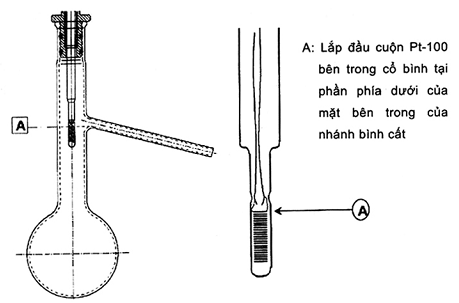 A: Lắp đầu cuộn Pt-100
bên trong cổ bình tại
phần phía dưới của
mặt bên trong của
nhánh bình cất
A
A